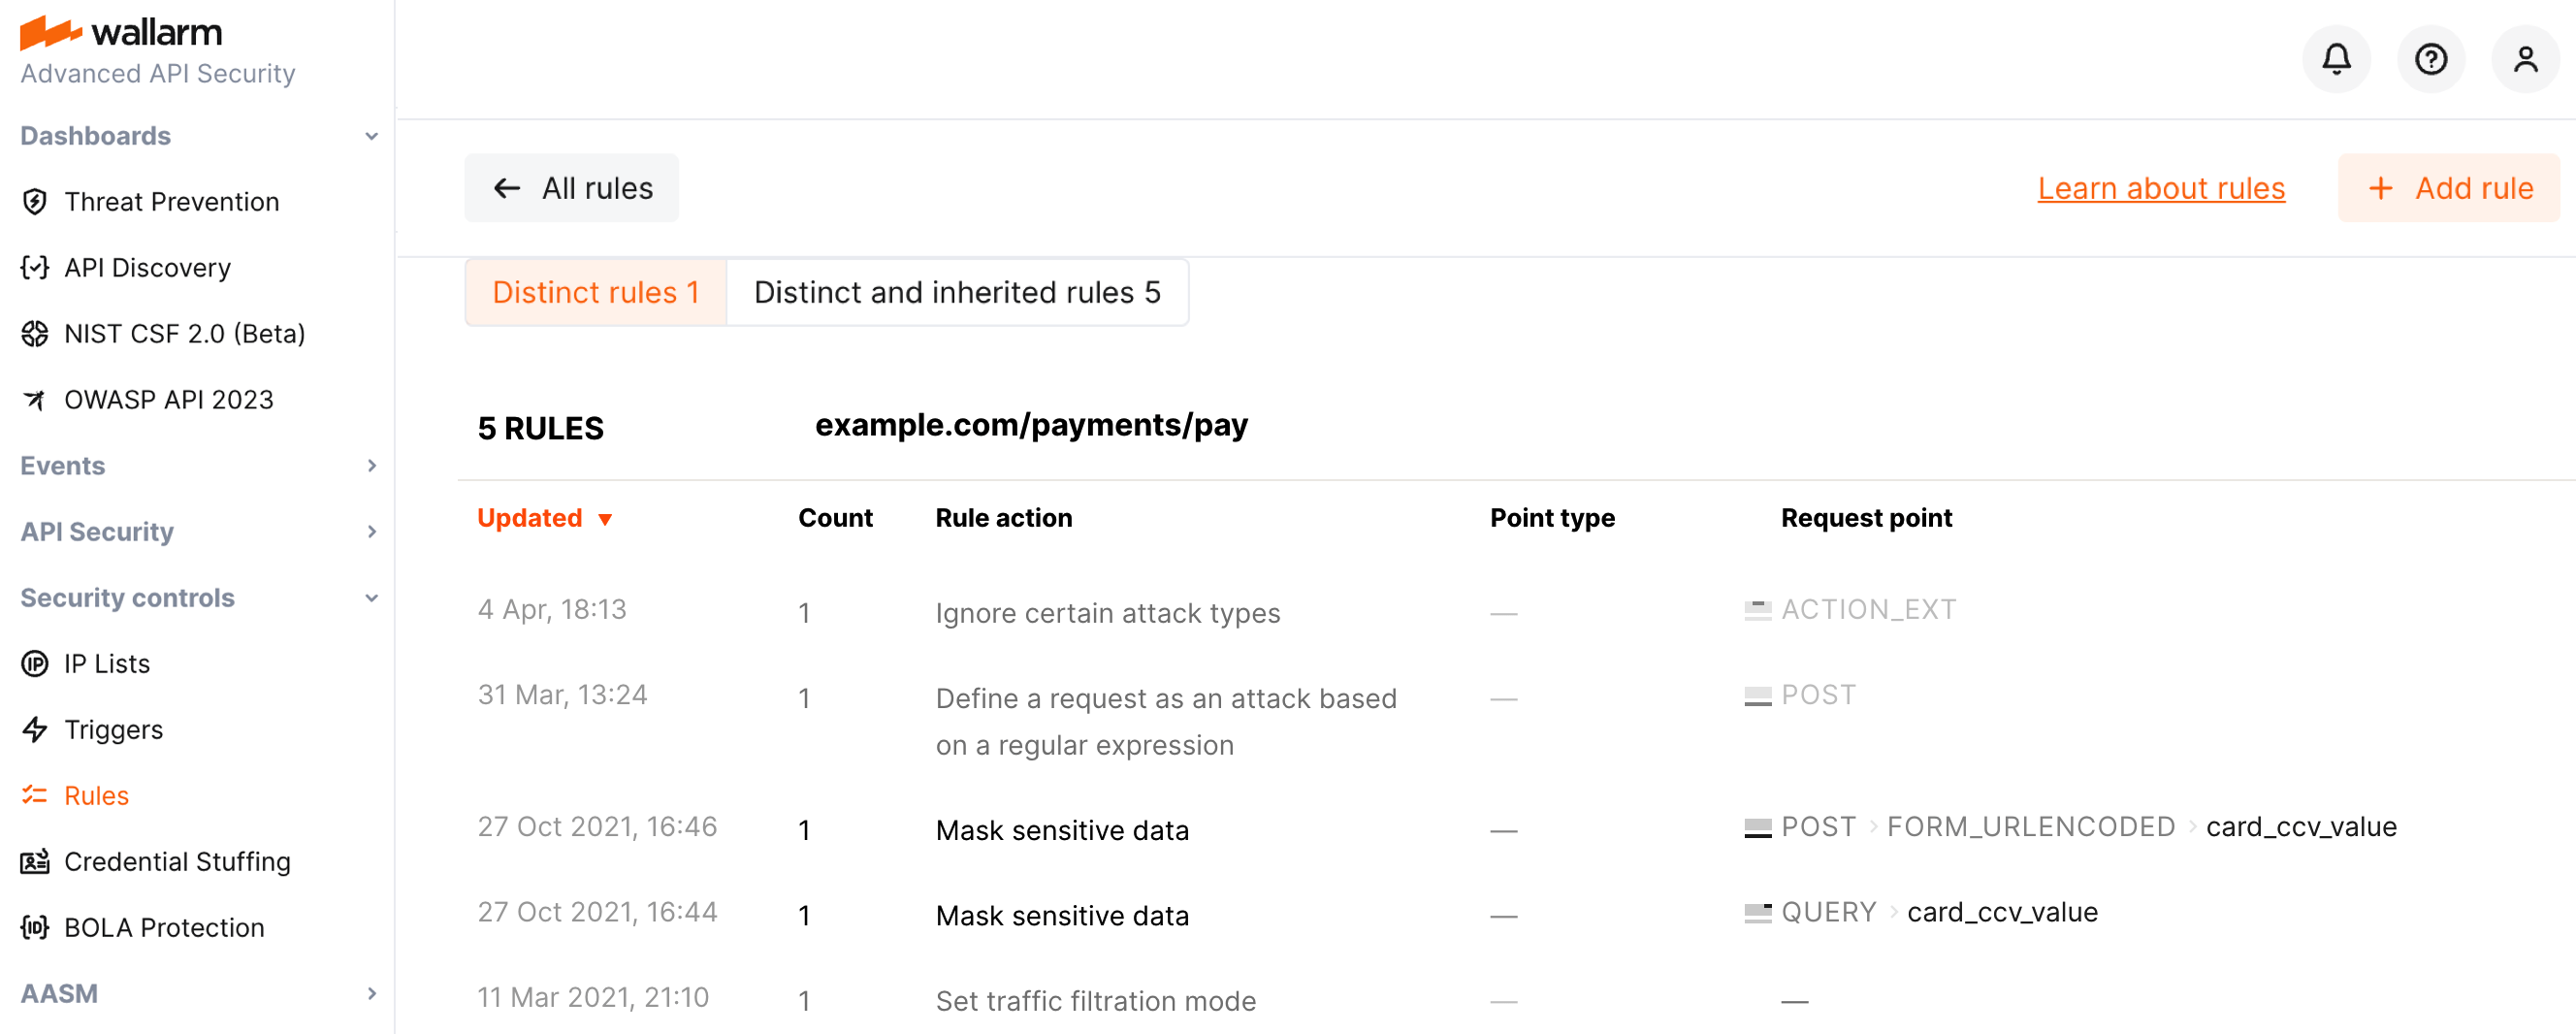 wallarm
Advanced API Security
Dashboards
Threat Prevention
API Discovery
NIST CSF 2.0 (Beta)
OWASP API 2023
Events
API Security
Security controls
IP Lists
Triggers
Rules
Credential Stuffing
BOLA Protection
AASM
All rules
Learn about rules
+ Add rule
Distinct rules 1
Distinct and inherited rules 5
5 RULES example.com/payments/pay
Updated Count Rule action Point type Request point
4 Apr, 18:13 1 Ignore certain attack types — ACTION_EXT
31 Mar, 13:24 1 Define a request as an attack based — POST
on a regular expression
27 Oct 2021, 16:46 1 Mask sensitive data — POST > FORM_URLENCODED > card_ccv_value
27 Oct 2021, 16:44 1 Mask sensitive data — QUERY > card_ccv_value
11 Mar 2021, 21:10 1 Set traffic filtration mode — —